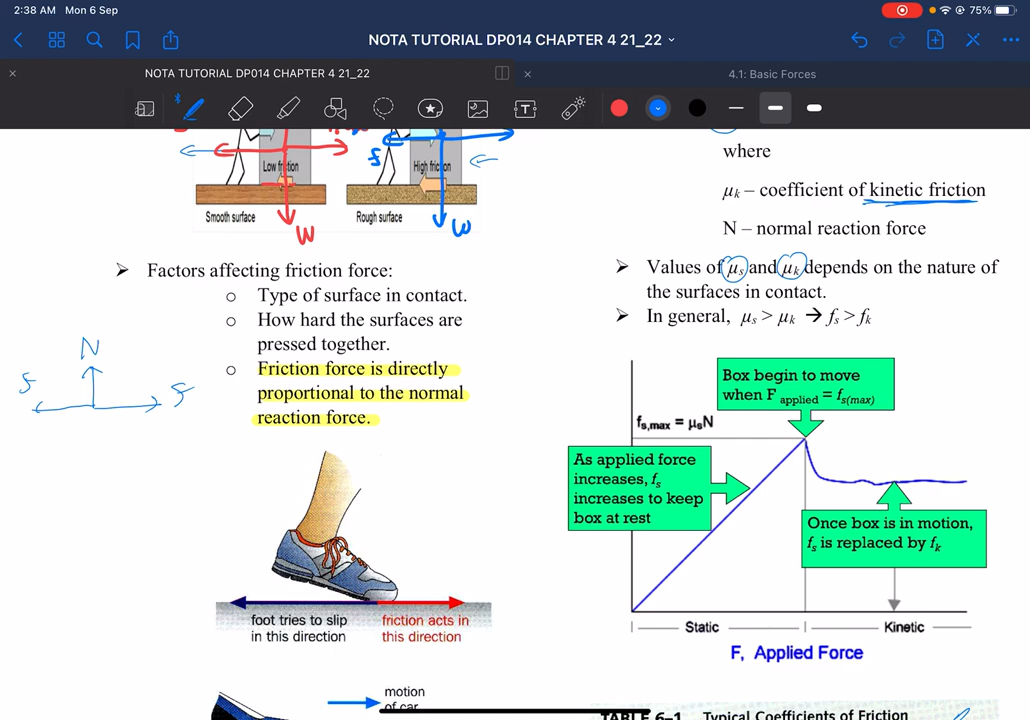 2:38 AM Mon 6 Sep
75%
NOTA TUTORIAL DP014 CHAPTER 4 21_22
NOTA TUTORIAL DP014 CHAPTER 4 21_22
4.1: Basic Forces
Low friction
Smooth surface
W
f
High friction
Rough surface
W
➢ Factors affecting friction force:
o Type of surface in contact.
o How hard the surfaces are
pressed together.
o Friction force is directly
proportional to the normal
reaction force.
N
f
f
foot tries to slip
in this direction
friction acts in
this direction
motion
of car
where
μk – coefficient of kinetic friction
N – normal reaction force
➢ Values of μs and μk depends on the nature of
the surfaces in contact.
➢ In general, μs > μk → fs > fk
Box begin to move
when F applied = fs(max)
fs,max = μsN
As applied force
increases, fs
increases to keep
box at rest
Once box is in motion,
fs is replaced by fk
Static
Kinetic
F, Applied Force
TABLE 6–1 Typical Coefficients of Friction